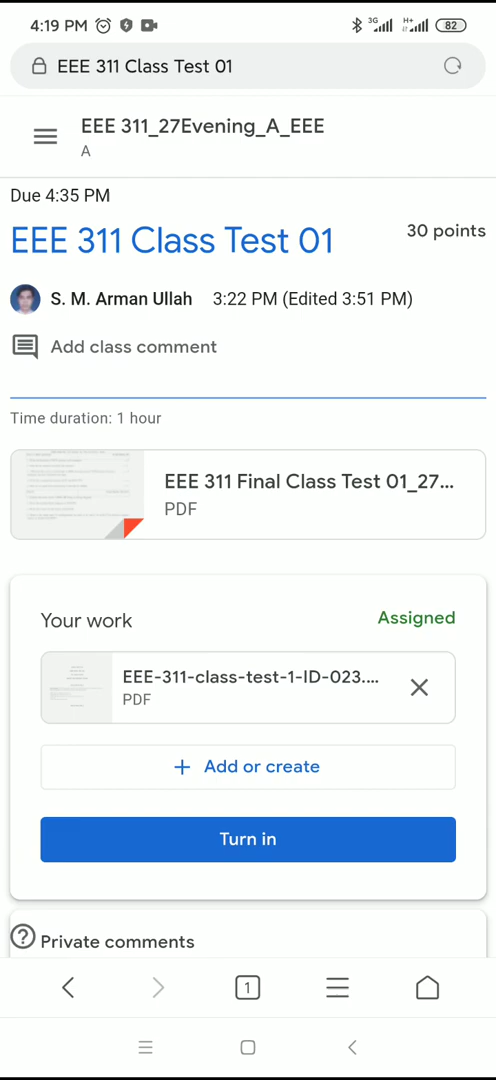 4:19 PM
3G H+ 82
EEE 311 Class Test 01
EEE 311_27Evening_A_EEE
A
Due 4:35 PM
EEE 311 Class Test 01
30 points
S. M. Arman Ullah 3:22 PM (Edited 3:51 PM)
Add class comment
Time duration: 1 hour
EEE 311 Final Class Test 01_27...
PDF
Your work
Assigned
EEE-311-class-test-1-ID-023....
PDF
+ Add or create
Turn in
? Private comments
1